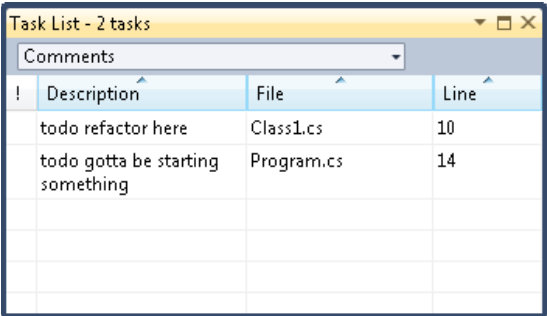 Task List - 2 tasks
Comments
! Description File Line
todo refactor here Class1.cs 10
todo gotta be starting Program.cs 14
something